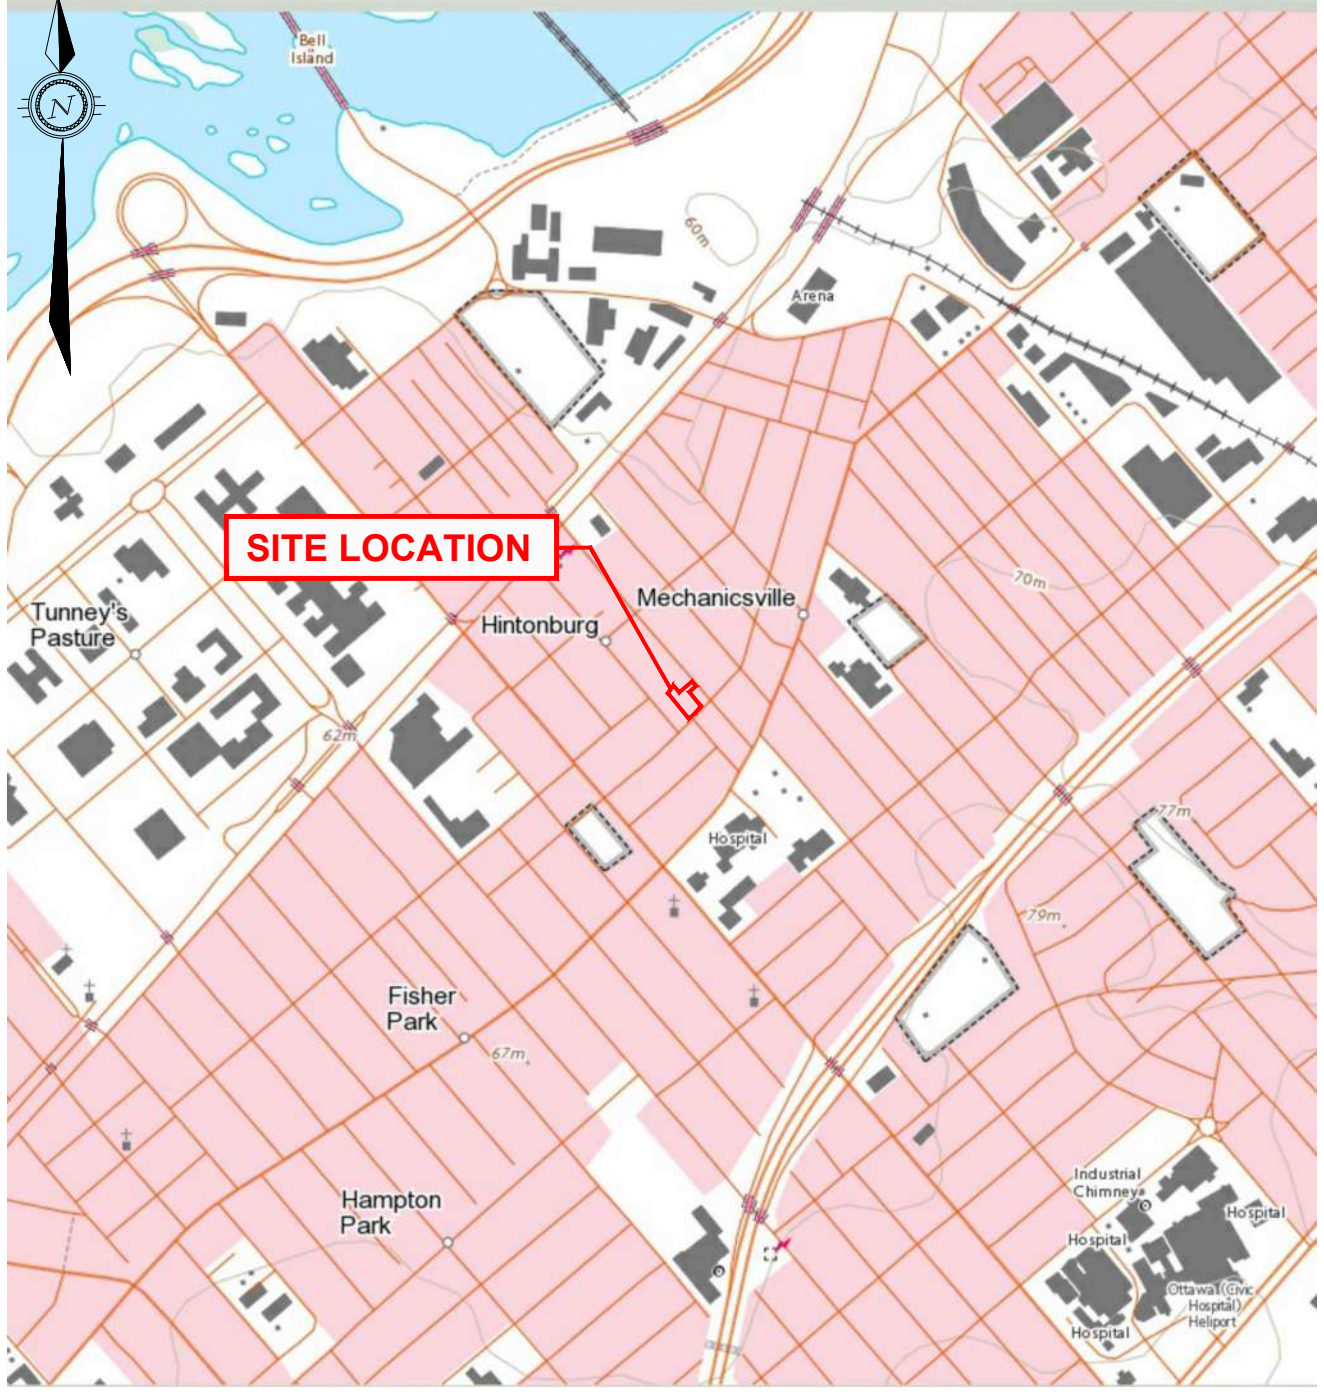 Bell
Island
N
60m
Arena
SITE LOCATION
70m
Mechanicsville
Tunney's
Pasture
Hintonburg
62m
77m
Hospital
79m
Fisher
Park
67m
Industrial
Chimney
Hampton
Park
Hospital
Hospital
Ottawa (Civic
Hospital)
Heliport
Hospital